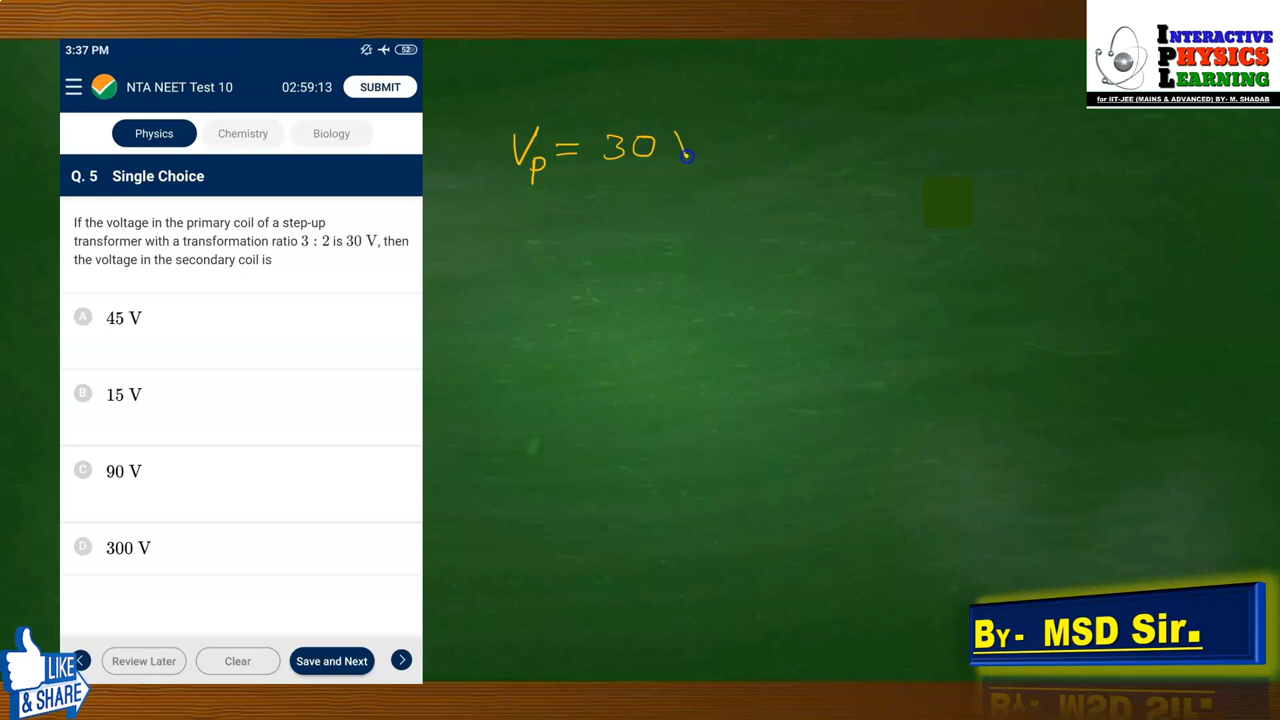 3:37 PM
52
NTA NEET Test 10
02:59:13
SUBMIT
Physics
Chemistry
Biology
Q. 5 Single Choice
If the voltage in the primary coil of a step-up
transformer with a transformation ratio 3 : 2 is 30 V, then
the voltage in the secondary coil is
A 45 V
B 15 V
C 90 V
D 300 V
Review Later
Clear
Save and Next
LIKE
& SHARE
Vp = 30
INTERACTIVE
PHYSICS
LEARNING
for IIT-JEE (MAINS & ADVANCED) BY- M. SHADAB
BY- MSD Sir.